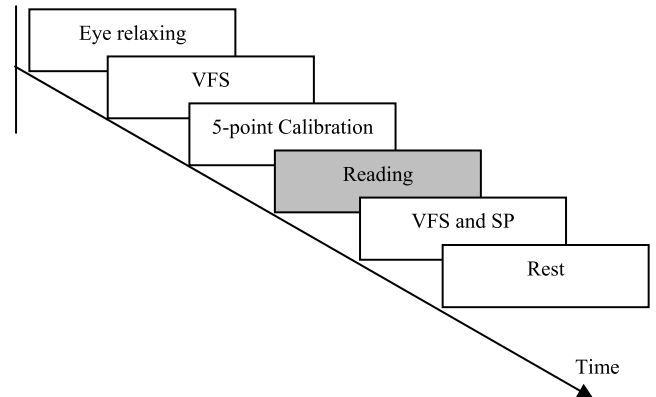 Eye relaxing
VFS
5-point Calibration
Reading
VFS and SP
Rest
Time